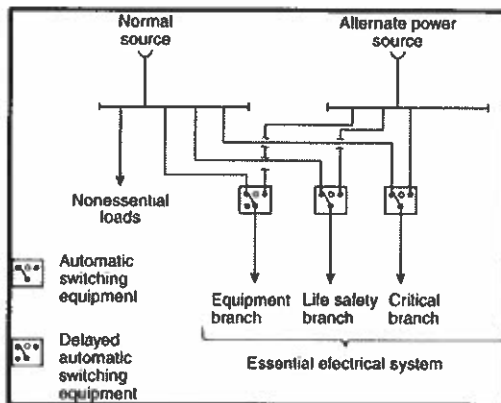 Normal
source
Alternate power
source
Nonessential
loads
Automatic
switching
equipment
Delayed
automatic
switching
equipment
Equipment
branch
Life safety
branch
Critical
branch
Essential electrical system